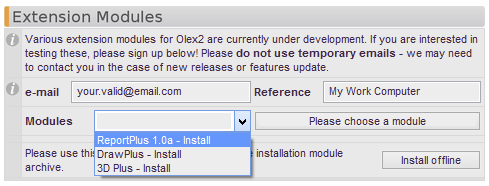 Extension Modules
Various extension modules for Olex2 are currently under development. If you are interested in
testing these, please sign up below! Please do not use temporary emails - we may need
to contact you in the case of new releases or features update.
e-mail your.valid@email.com Reference My Work Computer
Modules Please choose a module
ReportPlus 1.0a - Install
DrawPlus - Install
3D Plus - Install
Please use this e installation module
archive.
Install offline